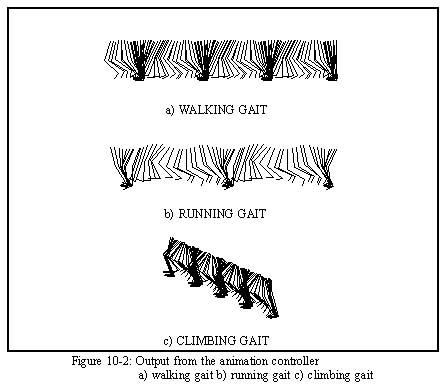 a) WALKING GAIT
b) RUNNING GAIT
c) CLIMBING GAIT
Figure 10-2: Output from the animation controller
a) walking gait b) running gait c) climbing gait